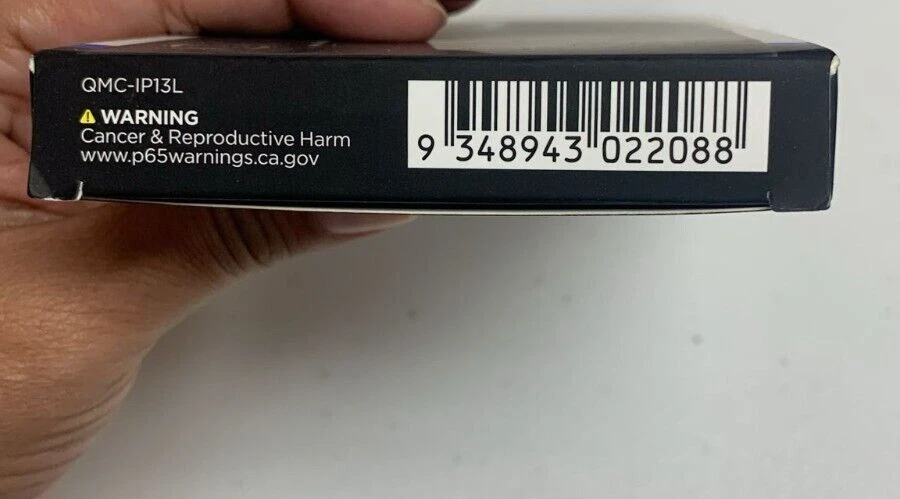 QMC-IP13L
⚠ WARNING
Cancer & Reproductive Harm
www.p65warnings.ca.gov
9 348943 022088